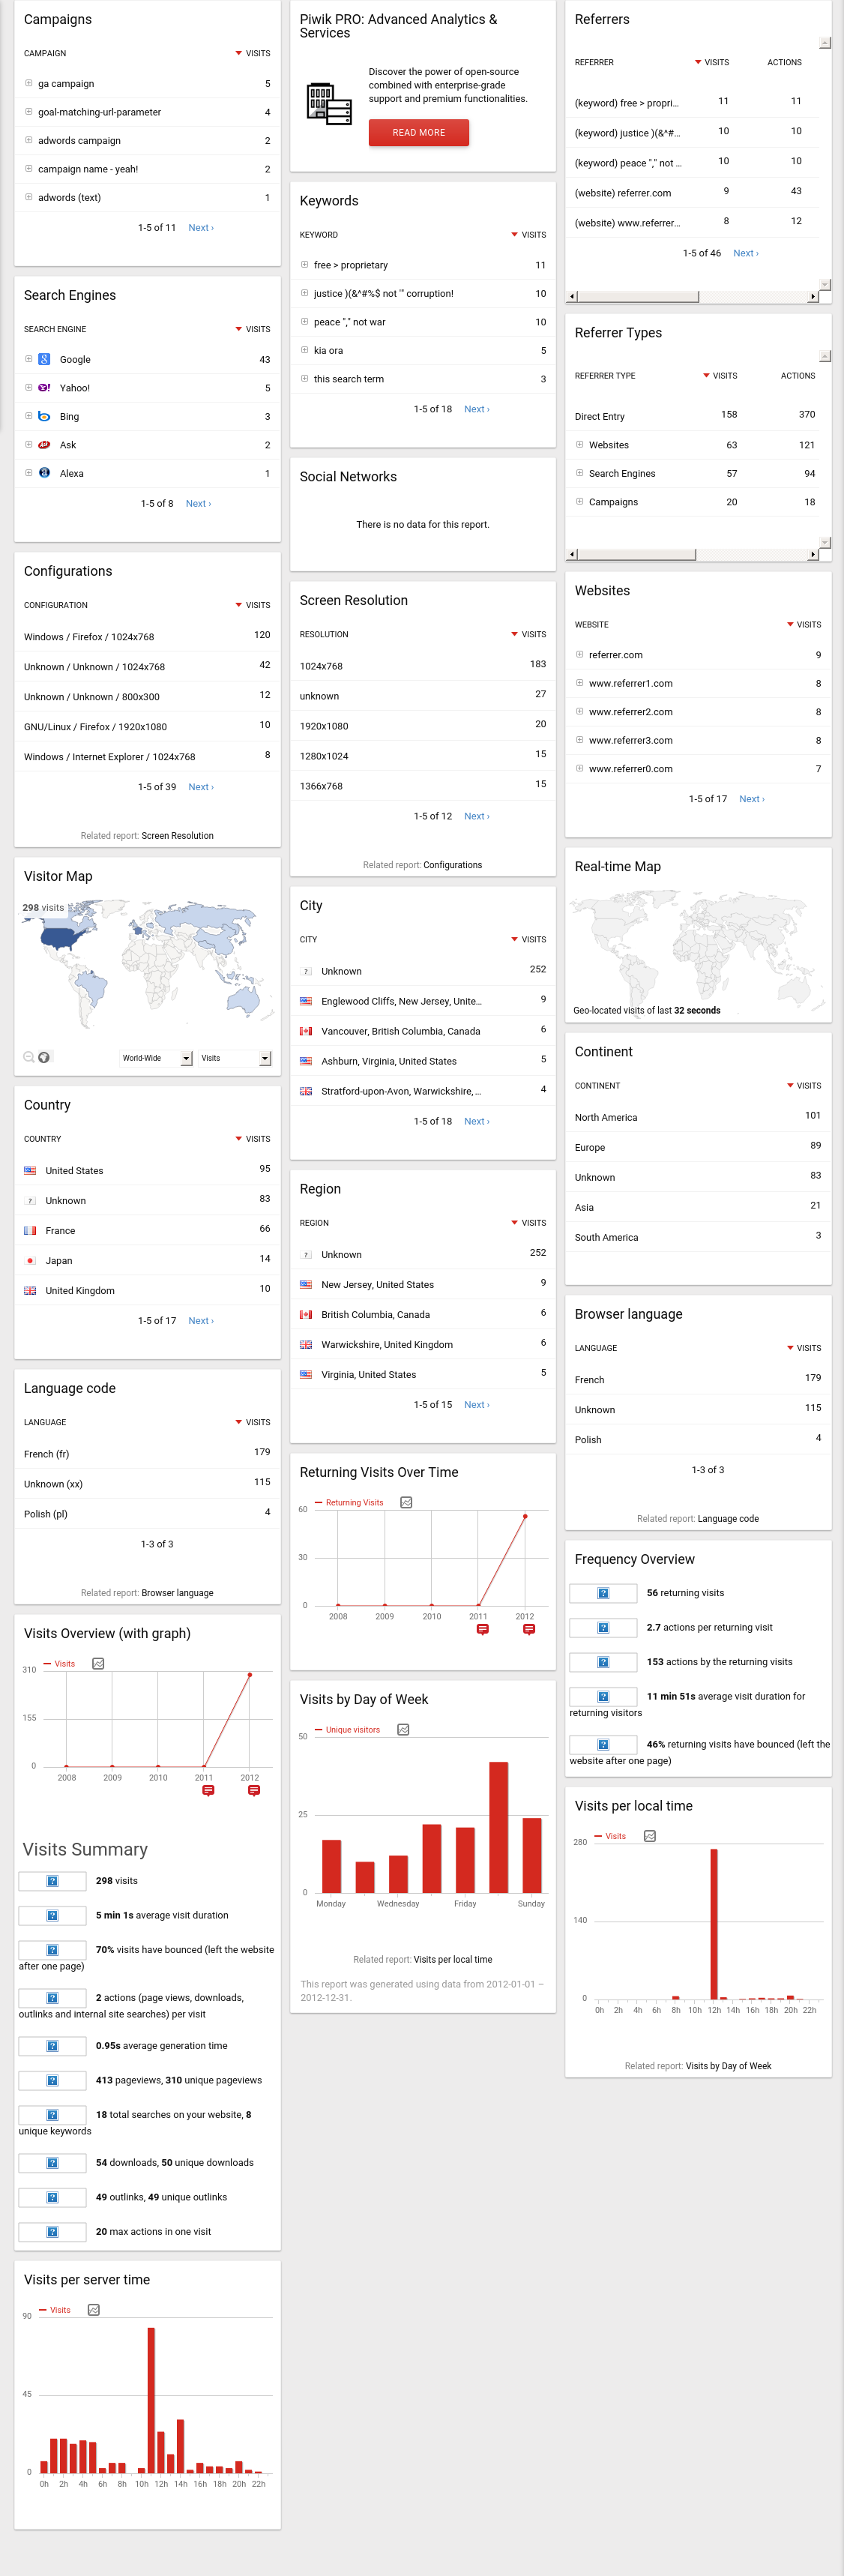 Campaigns
CAMPAIGN VISITS
ga campaign 5
goal-matching-url-parameter 4
adwords campaign 2
campaign name - yeah! 2
adwords (text) 1
1-5 of 11 Next ›
Search Engines
SEARCH ENGINE VISITS
Google 43
Yahoo! 5
Bing 3
Ask 2
Alexa 1
1-5 of 8 Next ›
Configurations
CONFIGURATION VISITS
Windows / Firefox / 1024x768 120
Unknown / Unknown / 1024x768 42
Unknown / Unknown / 800x300 12
GNU/Linux / Firefox / 1920x1080 10
Windows / Internet Explorer / 1024x768 8
1-5 of 39 Next ›
Related report: Screen Resolution
Visitor Map
298 visits
World-Wide Visits
Country
COUNTRY VISITS
United States 95
Unknown 83
France 66
Japan 14
United Kingdom 10
1-5 of 17 Next ›
Language code
LANGUAGE VISITS
French (fr) 179
Unknown (xx) 115
Polish (pl) 4
1-3 of 3
Related report: Browser language
Visits Overview (with graph)
Visits
310
155
0
2008 2009 2010 2011 2012
Visits Summary
298 visits
5 min 1s average visit duration
70% visits have bounced (left the website
after one page)
2 actions (page views, downloads,
outlinks and internal site searches) per visit
0.95s average generation time
413 pageviews, 310 unique pageviews
18 total searches on your website, 8
unique keywords
54 downloads, 50 unique downloads
49 outlinks, 49 unique outlinks
20 max actions in one visit
Visits per server time
Visits
90
45
0
0h 2h 4h 6h 8h 10h 12h 14h 16h 18h 20h 22h
Piwik PRO: Advanced Analytics &
Services
Discover the power of open-source
combined with enterprise-grade
support and premium functionalities.
READ MORE
Keywords
KEYWORD VISITS
free > proprietary 11
justice )(&^#%$ not '" corruption! 10
peace "," not war 10
kia ora 5
this search term 3
1-5 of 18 Next ›
Social Networks
There is no data for this report.
Screen Resolution
RESOLUTION VISITS
1024x768 183
unknown 27
1920x1080 20
1280x1024 15
1366x768 15
1-5 of 12 Next ›
Related report: Configurations
City
CITY VISITS
Unknown 252
Englewood Cliffs, New Jersey, Unite... 9
Vancouver, British Columbia, Canada 6
Ashburn, Virginia, United States 5
Stratford-upon-Avon, Warwickshire, ... 4
1-5 of 18 Next ›
Region
REGION VISITS
Unknown 252
New Jersey, United States 9
British Columbia, Canada 6
Warwickshire, United Kingdom 6
Virginia, United States 5
1-5 of 15 Next ›
Returning Visits Over Time
Returning Visits
60
30
0
2008 2009 2010 2011 2012
Visits by Day of Week
Unique visitors
50
25
0
Monday Wednesday Friday Sunday
Related report: Visits per local time
This report was generated using data from 2012-01-01 –
2012-12-31.
Referrers
REFERRER VISITS ACTIONS
(keyword) free > propri... 11 11
(keyword) justice )(&^#... 10 10
(keyword) peace "," not ... 10 10
(website) referrer.com 9 43
(website) www.referrer... 8 12
1-5 of 46 Next ›
Referrer Types
REFERRER TYPE VISITS ACTIONS
Direct Entry 158 370
Websites 63 121
Search Engines 57 94
Campaigns 20 18
Websites
WEBSITE VISITS
referrer.com 9
www.referrer1.com 8
www.referrer2.com 8
www.referrer3.com 8
www.referrer0.com 7
1-5 of 17 Next ›
Real-time Map
Geo-located visits of last 32 seconds
Continent
CONTINENT VISITS
North America 101
Europe 89
Unknown 83
Asia 21
South America 3
Browser language
LANGUAGE VISITS
French 179
Unknown 115
Polish 4
1-3 of 3
Related report: Language code
Frequency Overview
56 returning visits
2.7 actions per returning visit
153 actions by the returning visits
11 min 51s average visit duration for
returning visitors
46% returning visits have bounced (left the
website after one page)
Visits per local time
Visits
280
140
0
0h 2h 4h 6h 8h 10h 12h 14h 16h 18h 20h 22h
Related report: Visits by Day of Week